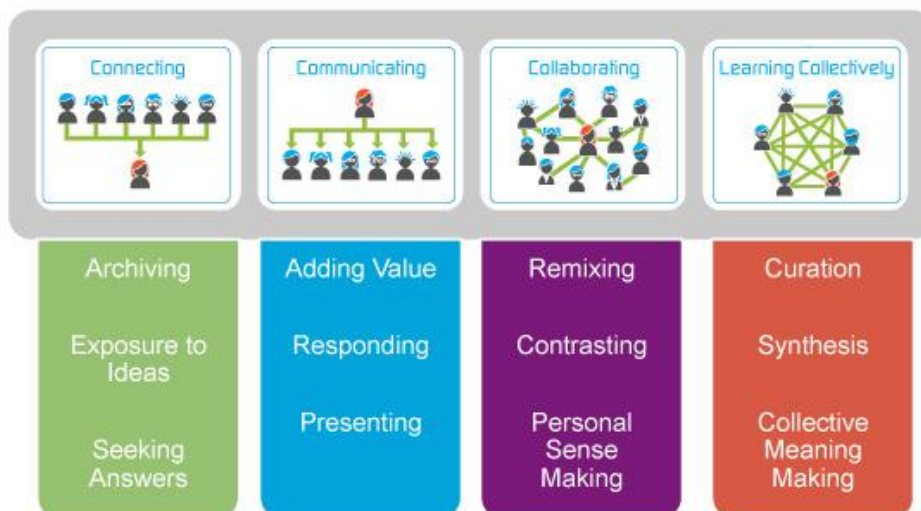 Connecting
Communicating
Collaborating
Learning Collectively
Archiving
Exposure to
Ideas
Seeking
Answers
Adding Value
Responding
Presenting
Remixing
Contrasting
Personal
Sense
Making
Curation
Synthesis
Collective
Meaning
Making